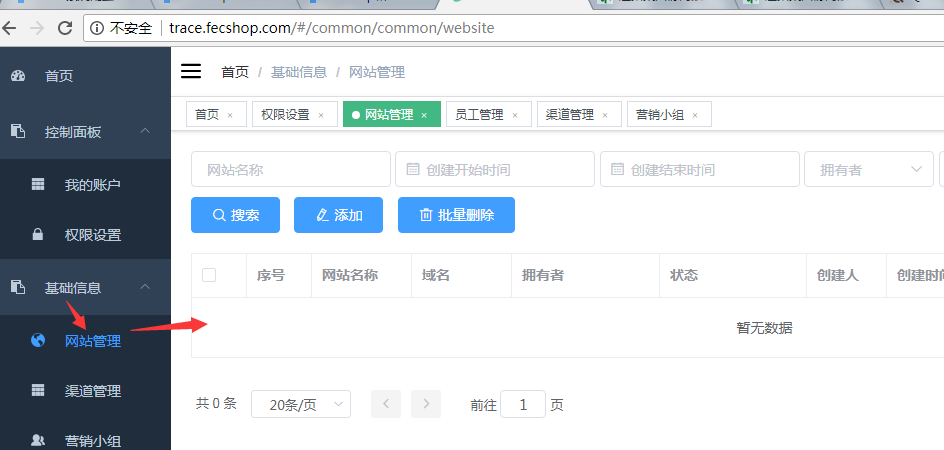 不安全 trace.fecshop.com/#/common/common/website
首页
控制面板
我的账户
权限设置
基础信息
网站管理
渠道管理
营销小组
首页 / 基础信息 / 网站管理
首页 × 权限设置 × 网站管理 × 员工管理 × 渠道管理 × 营销小组 ×
网站名称 创建开始时间 创建结束时间 拥有者
搜索 添加 批量删除
序号 网站名称 域名 拥有者 状态 创建人
暂无数据
共 0 条 20条/页 前往 1 页